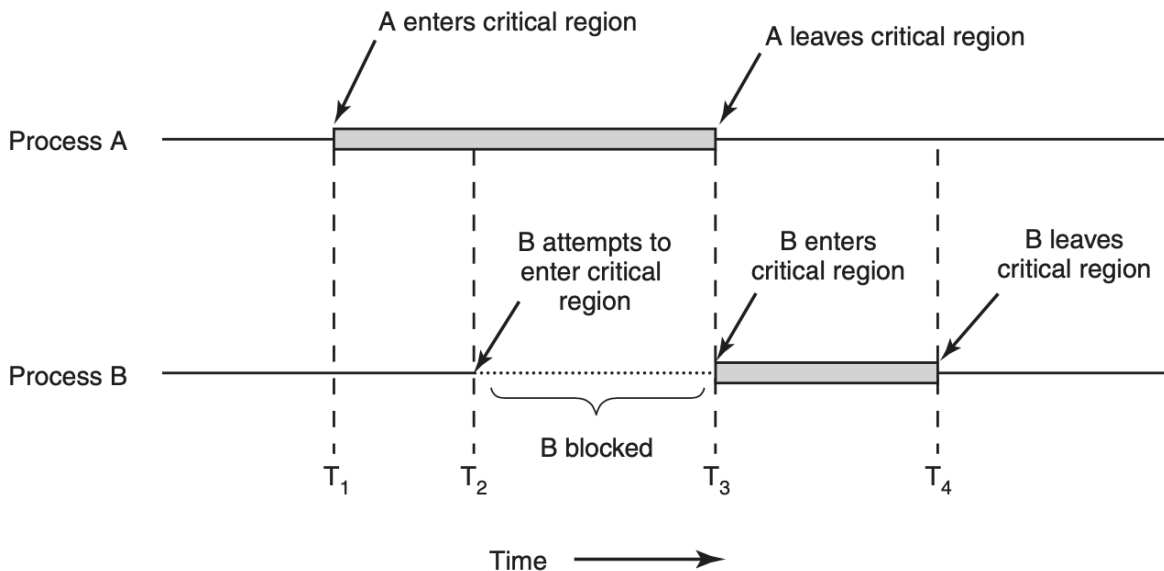 A enters critical region
A leaves critical region
Process A
B attempts to
enter critical
region
B enters
critical region
B leaves
critical region
Process B
B blocked
T1
T2
T3
T4
Time